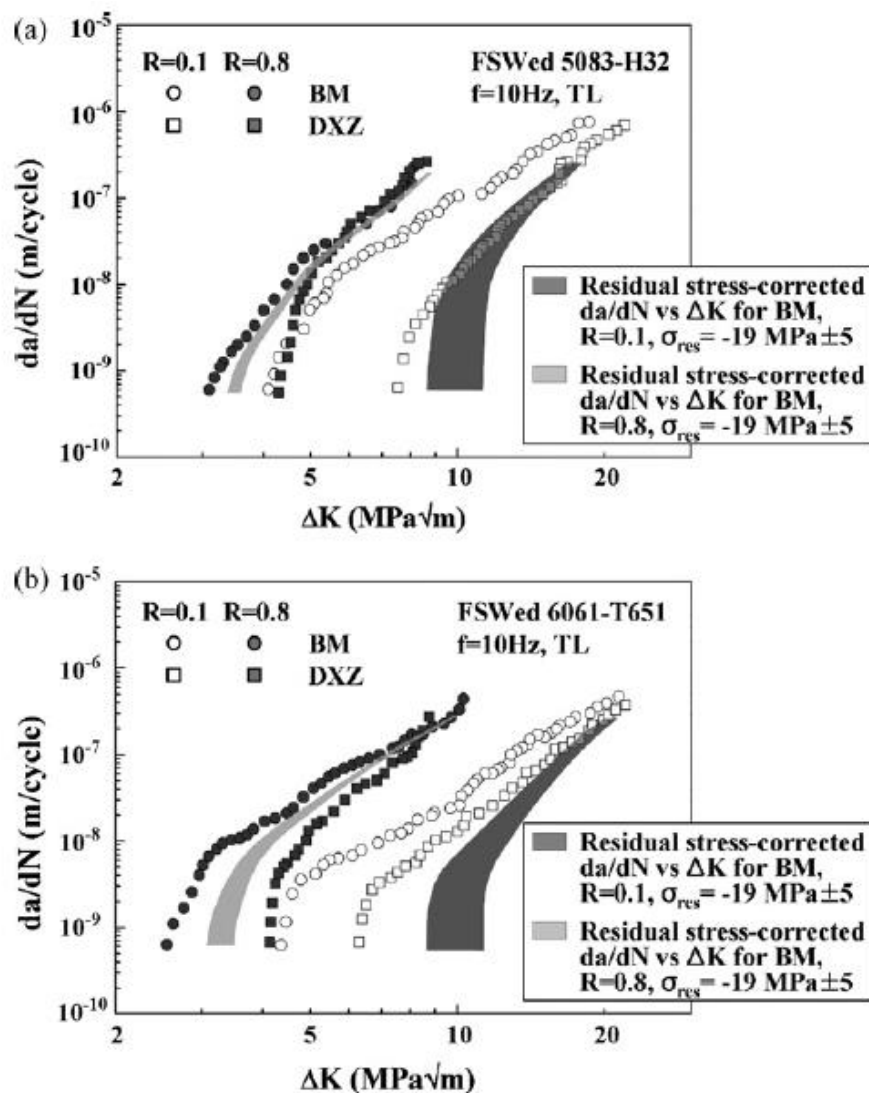 (a)
10⁻⁵
R=0.1 R=0.8 FSWed 5083-H32
BM f=10Hz, TL
10⁻⁶
DXZ
da/dN (m/cycle)
10⁻⁷
10⁻⁸
Residual stress-corrected
da/dN vs ΔK for BM,
R=0.1, σres= -19 MPa±5
10⁻⁹
Residual stress-corrected
da/dN vs ΔK for BM,
R=0.8, σres= -19 MPa±5
10⁻¹⁰
2 5 10 20
ΔK (MPa√m)
(b)
10⁻⁵
R=0.1 R=0.8 FSWed 6061-T651
BM f=10Hz, TL
10⁻⁶
DXZ
da/dN (m/cycle)
10⁻⁷
10⁻⁸
Residual stress-corrected
da/dN vs ΔK for BM,
R=0.1, σres= -19 MPa±5
10⁻⁹
Residual stress-corrected
da/dN vs ΔK for BM,
R=0.8, σres= -19 MPa±5
10⁻¹⁰
2 5 10 20
ΔK (MPa√m)